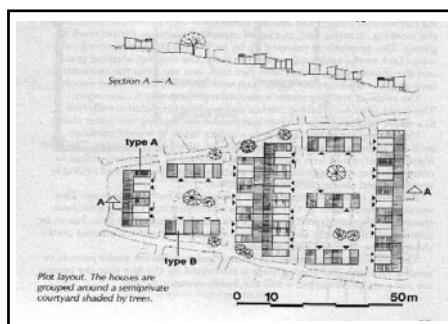 Section A — A.
type A
A
A
type B
Plot layout. The houses are
grouped around a semiprivate
courtyard shaded by trees.
0 10 50m